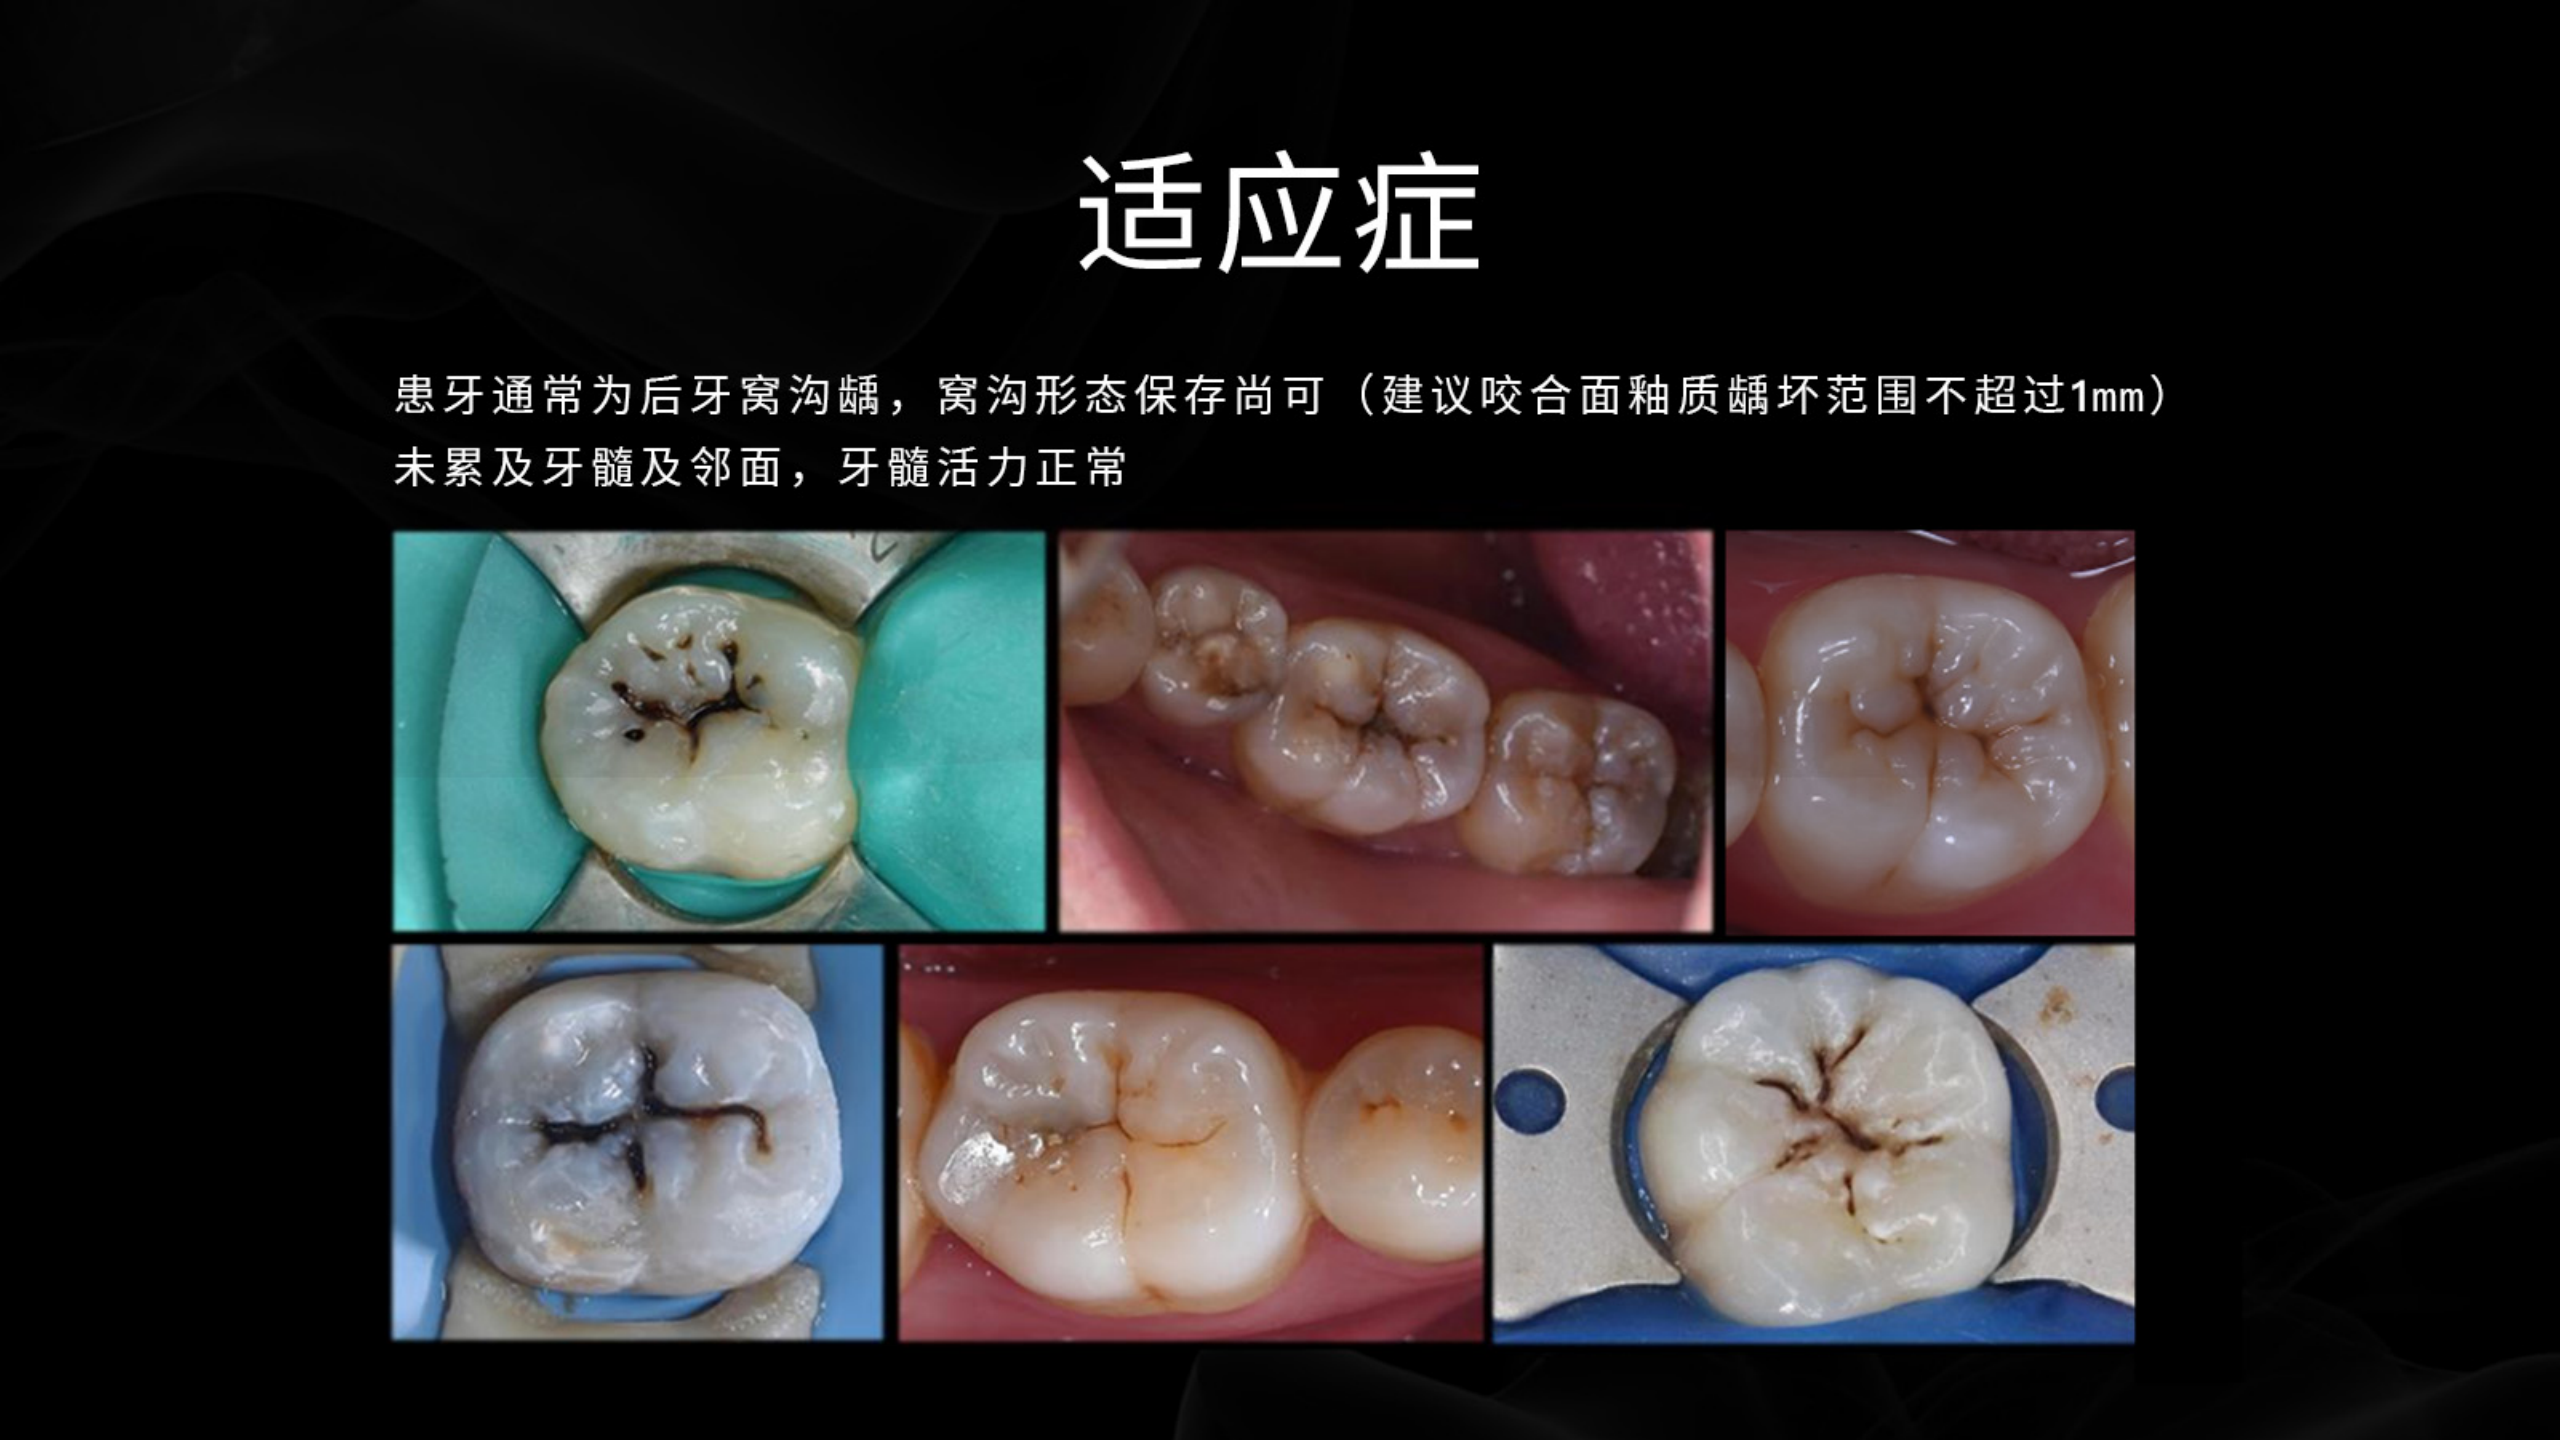 适应症
患牙通常为后牙窝沟龋，窝沟形态保存尚可（建议咬合面釉质龋坏范围不超过1mm）
未累及牙髓及邻面，牙髓活力正常